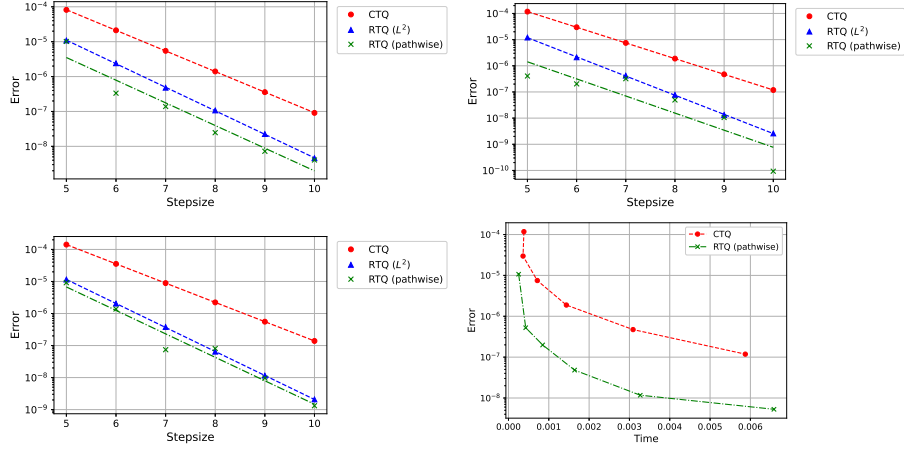 10⁻⁴
10⁻⁵
10⁻⁶
10⁻⁷
10⁻⁸
Error
5 6 7 8 9 10
Stepsize
CTQ
RTQ (L²)
RTQ (pathwise)
10⁻⁴
10⁻⁵
10⁻⁶
10⁻⁷
10⁻⁸
10⁻⁹
10⁻¹⁰
Error
5 6 7 8 9 10
Stepsize
CTQ
RTQ (L²)
RTQ (pathwise)
10⁻⁴
10⁻⁵
10⁻⁶
10⁻⁷
10⁻⁸
10⁻⁹
Error
5 6 7 8 9 10
Stepsize
CTQ
RTQ (L²)
RTQ (pathwise)
10⁻⁴
10⁻⁵
10⁻⁶
10⁻⁷
10⁻⁸
Error
0.000 0.001 0.002 0.003 0.004 0.005 0.006
Time
CTQ
RTQ (pathwise)